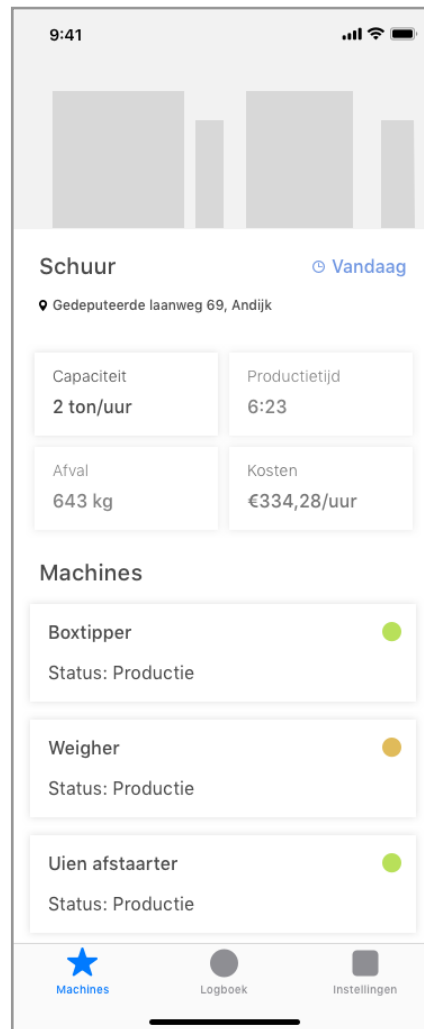 9:41
Schuur
Vandaag
Gedeputeerde laanweg 69, Andijk
Capaciteit
2 ton/uur
Productietijd
6:23
Afval
643 kg
Kosten
€334,28/uur
Machines
Boxtipper
Status: Productie
Weigher
Status: Productie
Uien afstaarter
Status: Productie
Machines
Logboek
Instellingen